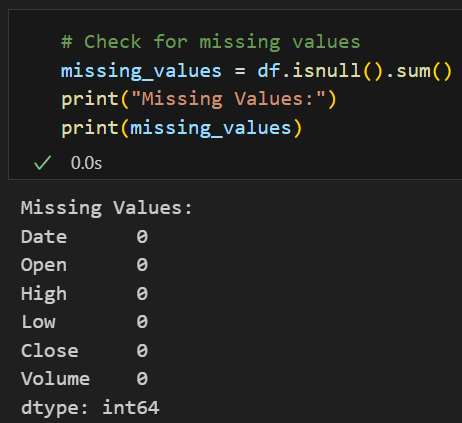 # Check for missing values
missing_values = df.isnull().sum()
print("Missing Values:")
print(missing_values)
0.0s
Missing Values:
Date 0
Open 0
High 0
Low 0
Close 0
Volume 0
dtype: int64